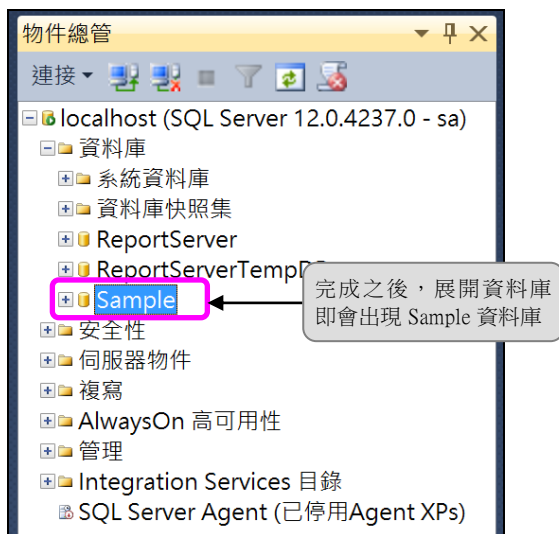 物件總管
連接
localhost (SQL Server 12.0.4237.0 - sa)
資料庫
系統資料庫
資料庫快照集
ReportServer
ReportServerTempD
Sample
完成之後，展開資料庫
即會出現 Sample 資料庫
安全性
伺服器物件
複寫
AlwaysOn 高可用性
管理
Integration Services 目錄
SQL Server Agent (已停用Agent XPs)